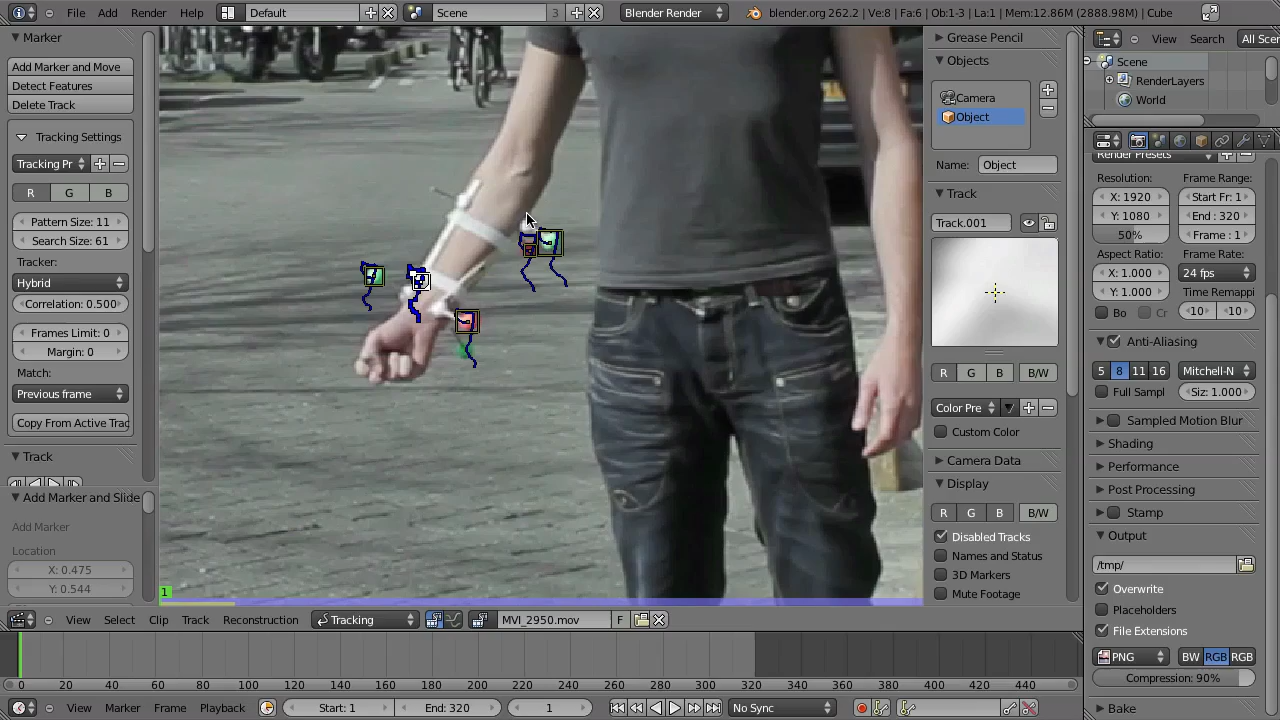 File Add Render Help Default Scene 3 Blender Render blender.org 262.2 | Ve:8 | Fa:6 | Ob:1-3 | La:1 | Mem:12.86M (2888.98M) | Cube
Marker
Add Marker and Move
Detect Features
Delete Track
Tracking Settings
Tracking Pr
R G B
Pattern Size: 11
Search Size: 61
Tracker:
Hybrid
Correlation: 0.500
Frames Limit: 0
Margin: 0
Match:
Previous frame
Copy From Active Trac
Track
Add Marker and Slide
Add Marker
Location
X: 0.475
Y: 0.544
1
Grease Pencil
Objects
Camera
Object
Name: Object
Track
Track.001
R G B B/W
Color Pre
Custom Color
Camera Data
Display
R G B B/W
Disabled Tracks
Names and Status
3D Markers
Mute Footage
View Search All Scen
Scene
RenderLayers
World
Render Presets
Resolution: Frame Range:
X: 1920 Start Fr: 1
Y: 1080 End : 320
50% Frame : 1
Aspect Ratio: Frame Rate:
X: 1.000 24 fps
Y: 1.000 Time Remappi
Bo Cr 10 10
Anti-Aliasing
5 8 11 16 Mitchell-N
Full Sampl Siz: 1.000
Sampled Motion Blur
Shading
Performance
Post Processing
Stamp
Output
/tmp/
Overwrite
Placeholders
File Extensions
PNG BW RGB RGB
Compression: 90%
Bake
View Select Clip Track Reconstruction Tracking MVI_2950.mov F
0 20 40 60 80 100 120 140 160 180 200 220 240 260 280 300 320 340 360 380 400 420 440
View Marker Frame Playback Start: 1 End: 320 1 No Sync